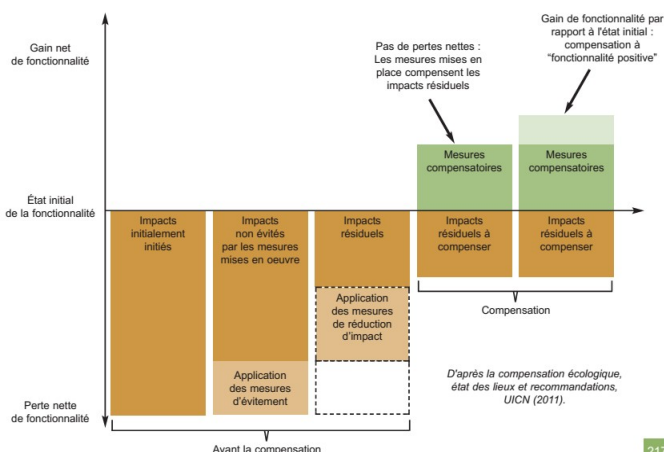 Gain net
de fonctionnalité
Pas de pertes nettes :
Les mesures mises en
place compensent les
impacts résiduels
Gain de fonctionnalité par
rapport à l'état initial :
compensation à
“fonctionnalité positive”
Mesures
compensatoires
Mesures
compensatoires
État initial
de la fonctionnalité
Impacts
initialement
initiés
Impacts
non évités
par les mesures
mises en oeuvre
Impacts
résiduels
Impacts
résiduels à
compenser
Impacts
résiduels à
compenser
Application
des mesures
de réduction
d'impact
Compensation
Application
des mesures
d'évitement
D'après la compensation écologique,
état des lieux et recommandations,
UICN (2011).
Perte nette
de fonctionnalité
Avant la compensation
217